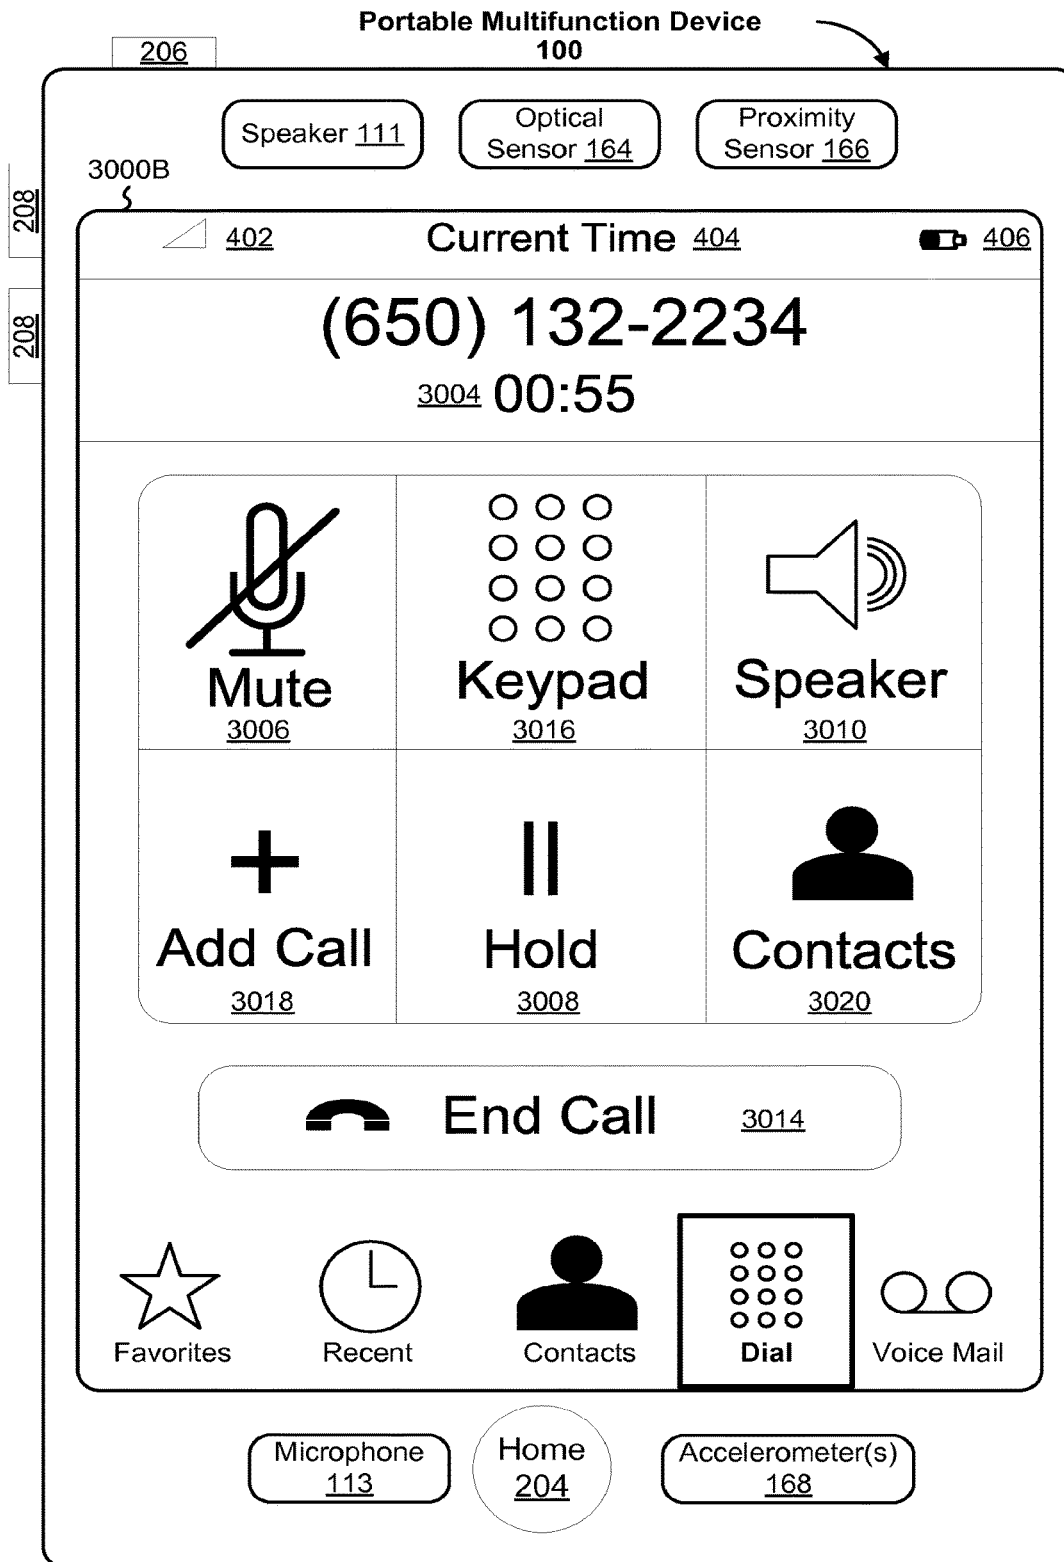 Portable Multifunction Device
100
206
Speaker 111
Optical
Sensor 164
Proximity
Sensor 166
3000B
208
208
402
Current Time 404
406
(650) 132-2234
3004 00:55
Mute
3006
Keypad
3016
Speaker
3010
Add Call
3018
Hold
3008
Contacts
3020
End Call 3014
Favorites
Recent
Contacts
Dial
Voice Mail
Microphone
113
Home
204
Accelerometer(s)
168